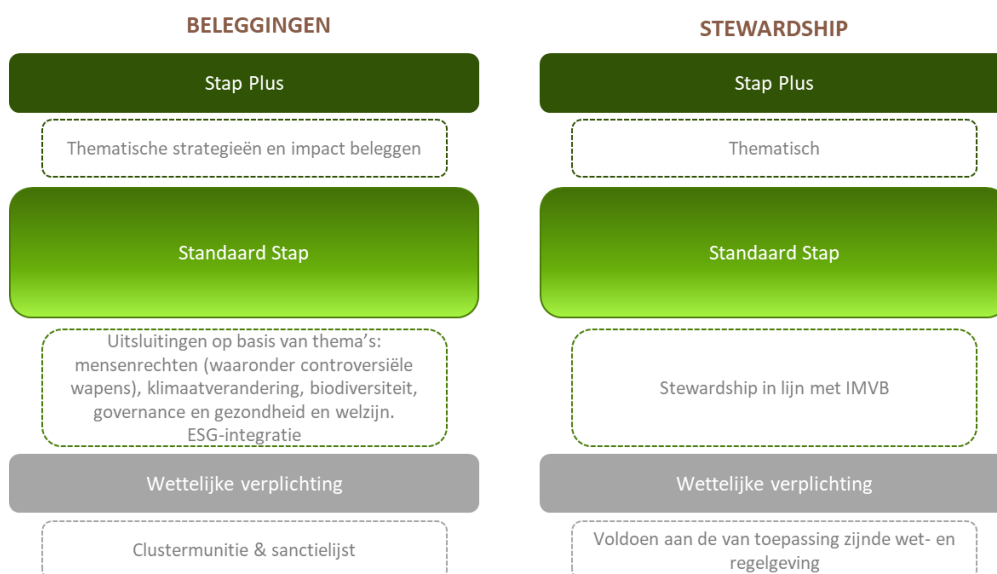 BELEGGINGEN
Stap Plus
Thematische strategieën en impact beleggen
Standaard Stap
Uitsluitingen op basis van thema's:
mensenrechten (waaronder controversiële
wapens), klimaatverandering, biodiversiteit,
governance en gezondheid en welzijn.
ESG-integratie
Wettelijke verplichting
Clustermunitie & sanctielijst
STEWARDSHIP
Stap Plus
Thematisch
Standaard Stap
Stewardship in lijn met IMVB
Wettelijke verplichting
Voldoen aan de van toepassing zijnde wet- en
regelgeving